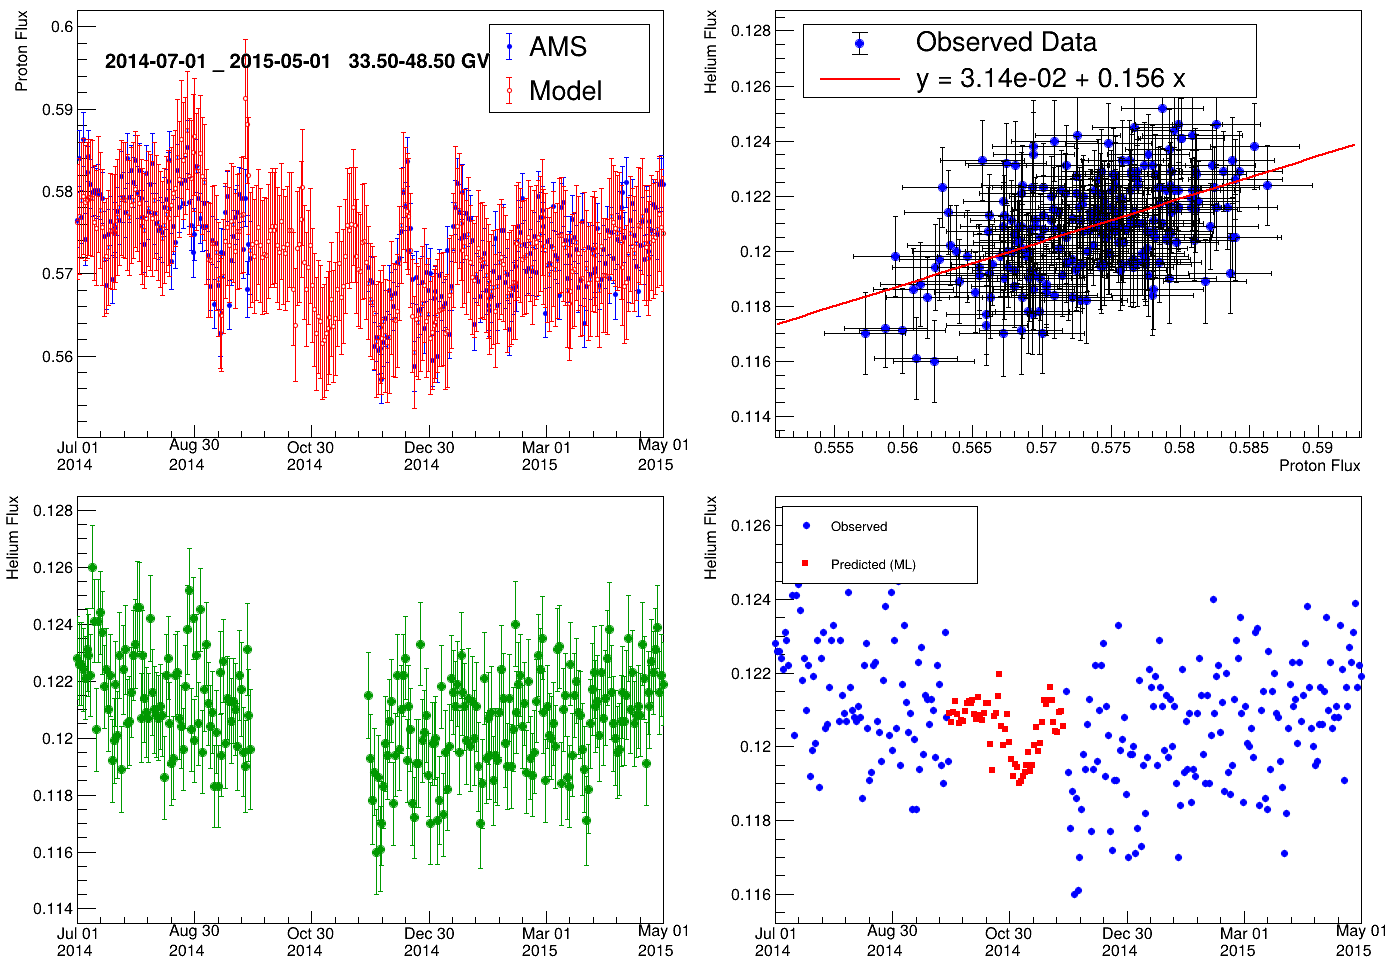 Proton Flux
0.6
0.59
0.58
0.57
0.56
2014-07-01 _ 2015-05-01 33.50-48.50 GV
AMS
Model
Jul 01 Aug 30 Oct 30 Dec 30 Mar 01 May 01
2014 2014 2014 2014 2015 2015
Helium Flux
0.128
0.126
0.124
0.122
0.12
0.118
0.116
0.114
Observed Data
y = 3.14e-02 + 0.156 x
0.555 0.56 0.565 0.57 0.575 0.58 0.585 0.59
Proton Flux
Helium Flux
0.128
0.126
0.124
0.122
0.12
0.118
0.116
0.114
Jul 01 Aug 30 Oct 30 Dec 30 Mar 01 May 01
2014 2014 2014 2014 2015 2015
Helium Flux
0.126
0.124
0.122
0.12
0.118
0.116
Observed
Predicted (ML)
Jul 01 Aug 30 Oct 30 Dec 30 Mar 01 May 01
2014 2014 2014 2014 2015 2015